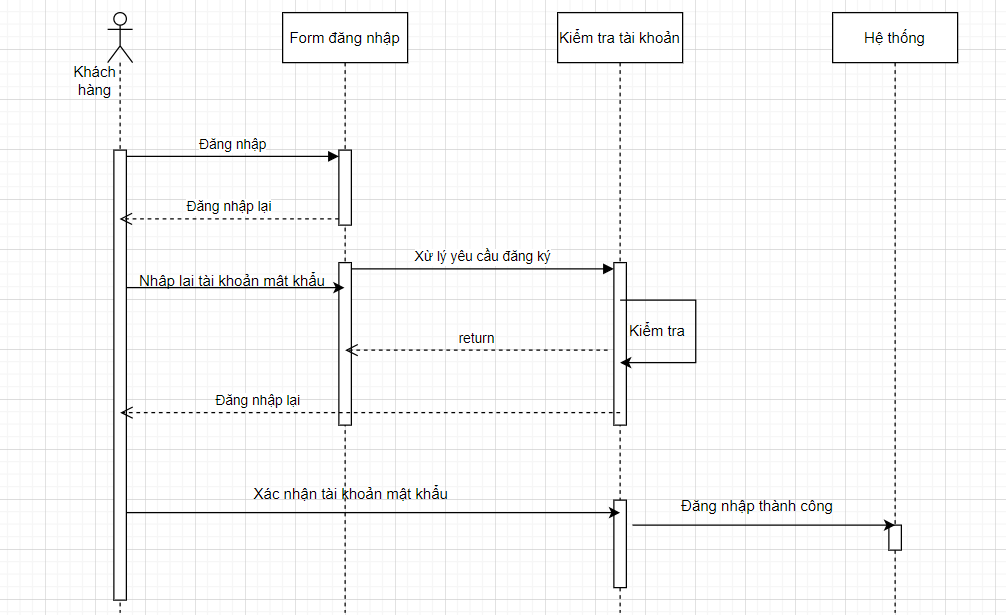 Khách
hàng
Form đăng nhập
Kiểm tra tài khoản
Hệ thống
Đăng nhập
Đăng nhập lại
Xử lý yêu cầu đăng ký
Nhập lai tài khoản mât khẩu
Kiểm tra
return
Đăng nhập lại
Xác nhận tài khoản mật khẩu
Đăng nhập thành công